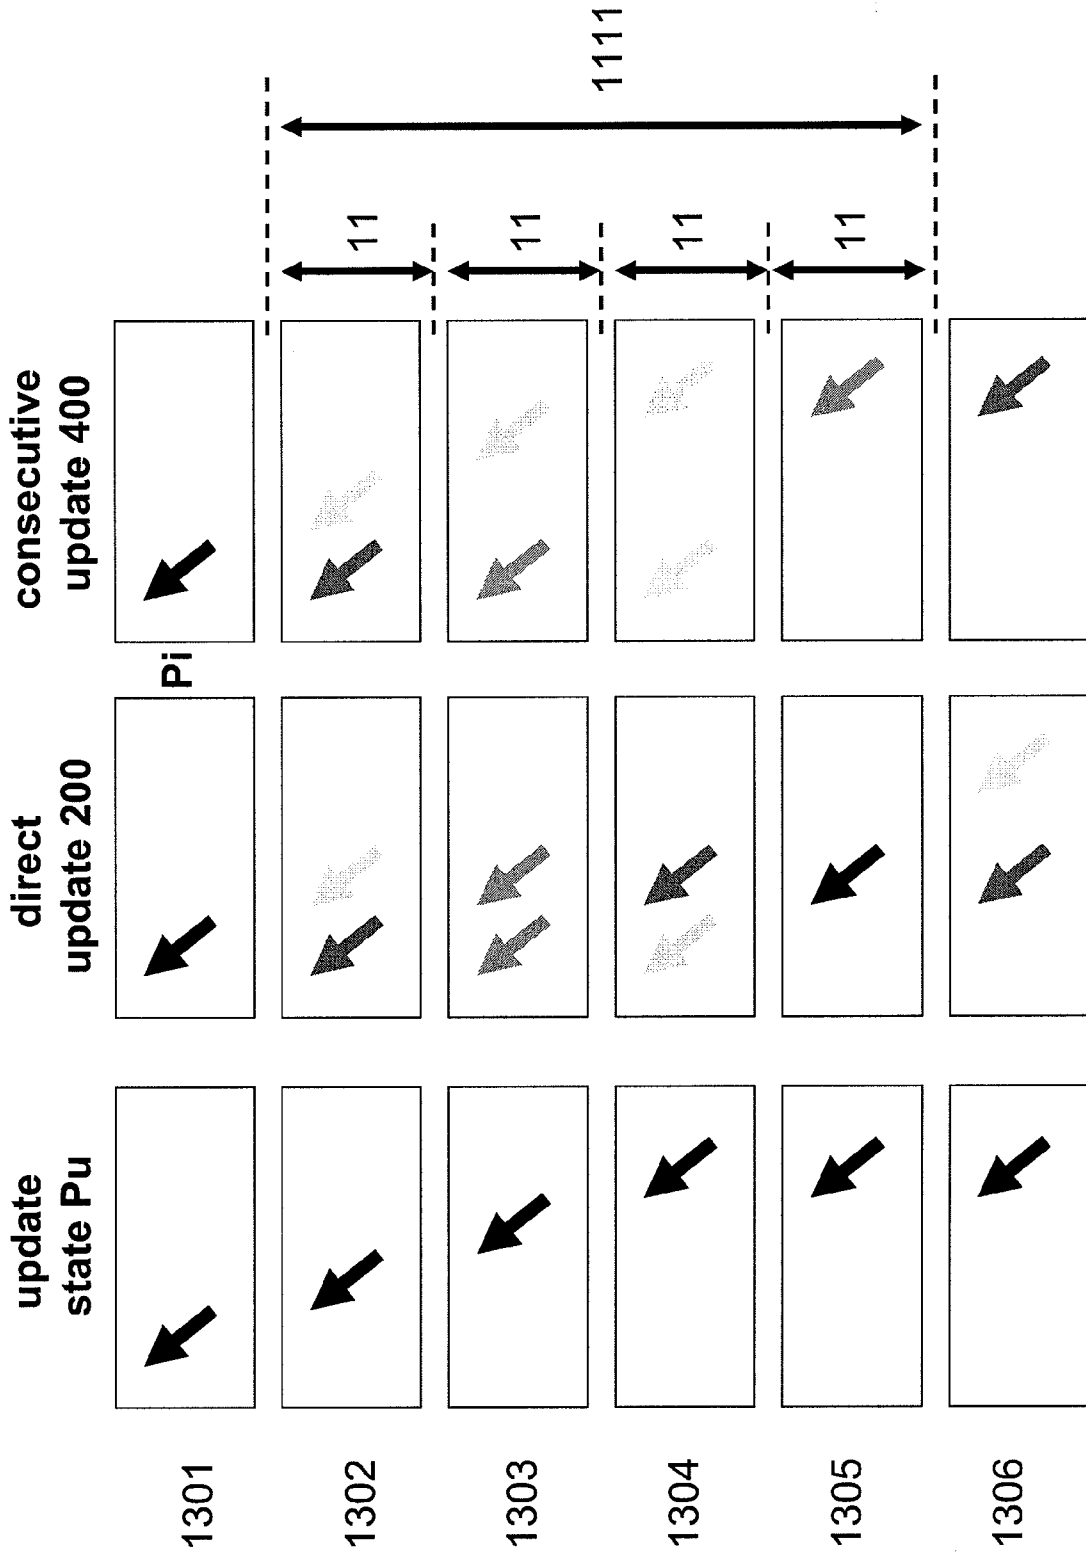 update
state Pu
direct
update 200
consecutive
update 400
1301
Pi
1302
11
1303
11
1304
11
1305
11
1306
1111